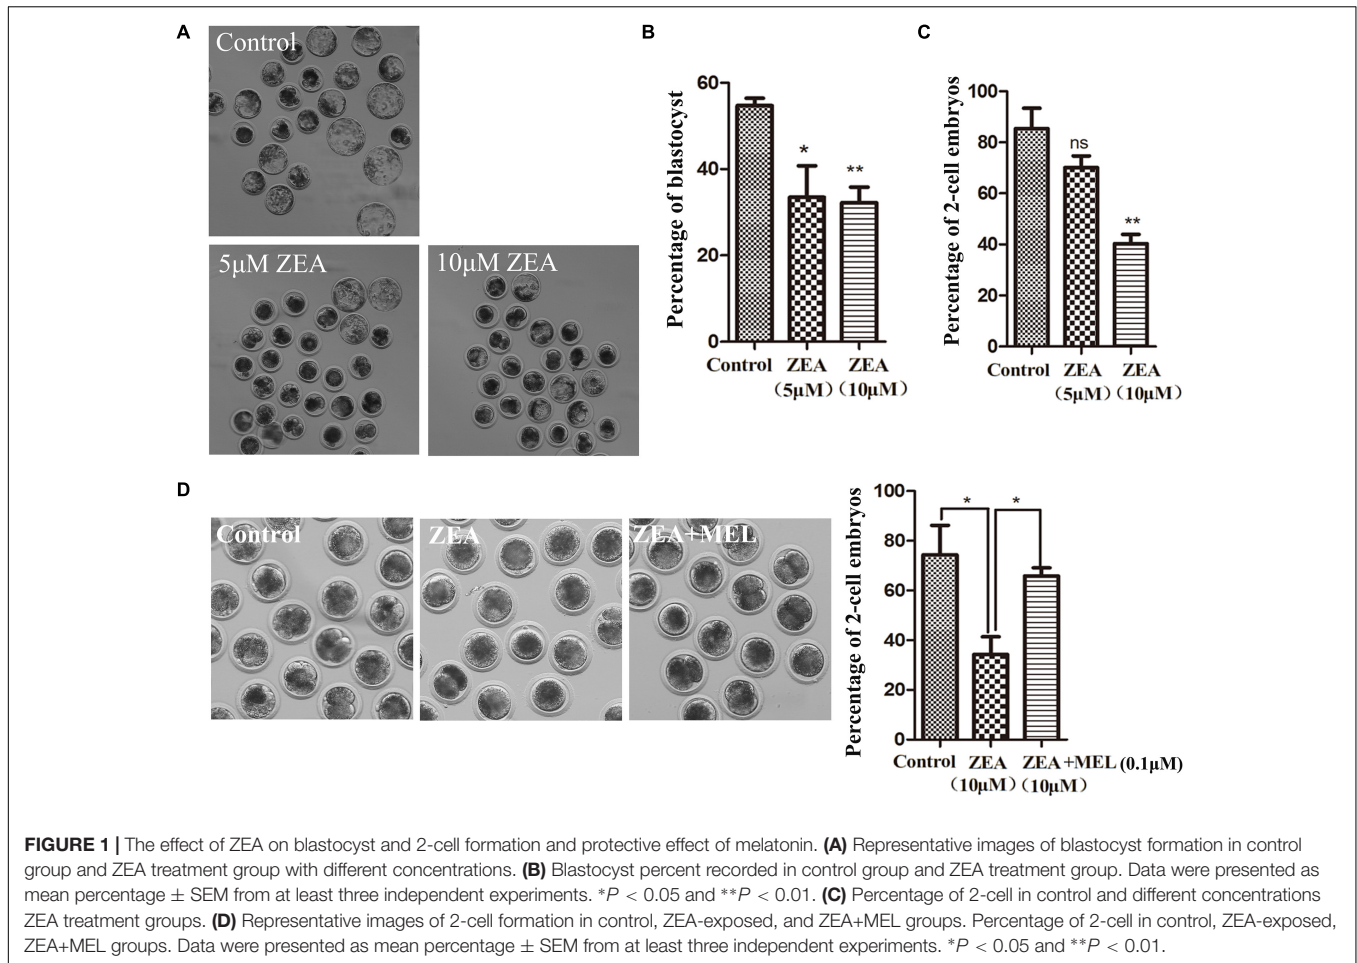 A
Control
5μM ZEA
10μM ZEA
B
Percentage of blastocyst
60
40
20
0
*
**
Control ZEA ZEA
(5μM) (10μM)
C
Percentage of 2-cell embryos
100
80
60
40
20
0
ns
**
Control ZEA ZEA
(5μM) (10μM)
D
Control
ZEA
ZEA+MEL
Percentage of 2-cell embryos
100
80
60
40
20
0
* *
Control ZEA ZEA +MEL (0.1μM)
(10μM) (10μM)
FIGURE 1 | The effect of ZEA on blastocyst and 2-cell formation and protective effect of melatonin. (A) Representative images of blastocyst formation in control
group and ZEA treatment group with different concentrations. (B) Blastocyst percent recorded in control group and ZEA treatment group. Data were presented as
mean percentage ± SEM from at least three independent experiments. *P < 0.05 and **P < 0.01. (C) Percentage of 2-cell in control and different concentrations
ZEA treatment groups. (D) Representative images of 2-cell formation in control, ZEA-exposed, and ZEA+MEL groups. Percentage of 2-cell in control, ZEA-exposed,
ZEA+MEL groups. Data were presented as mean percentage ± SEM from at least three independent experiments. *P < 0.05 and **P < 0.01.